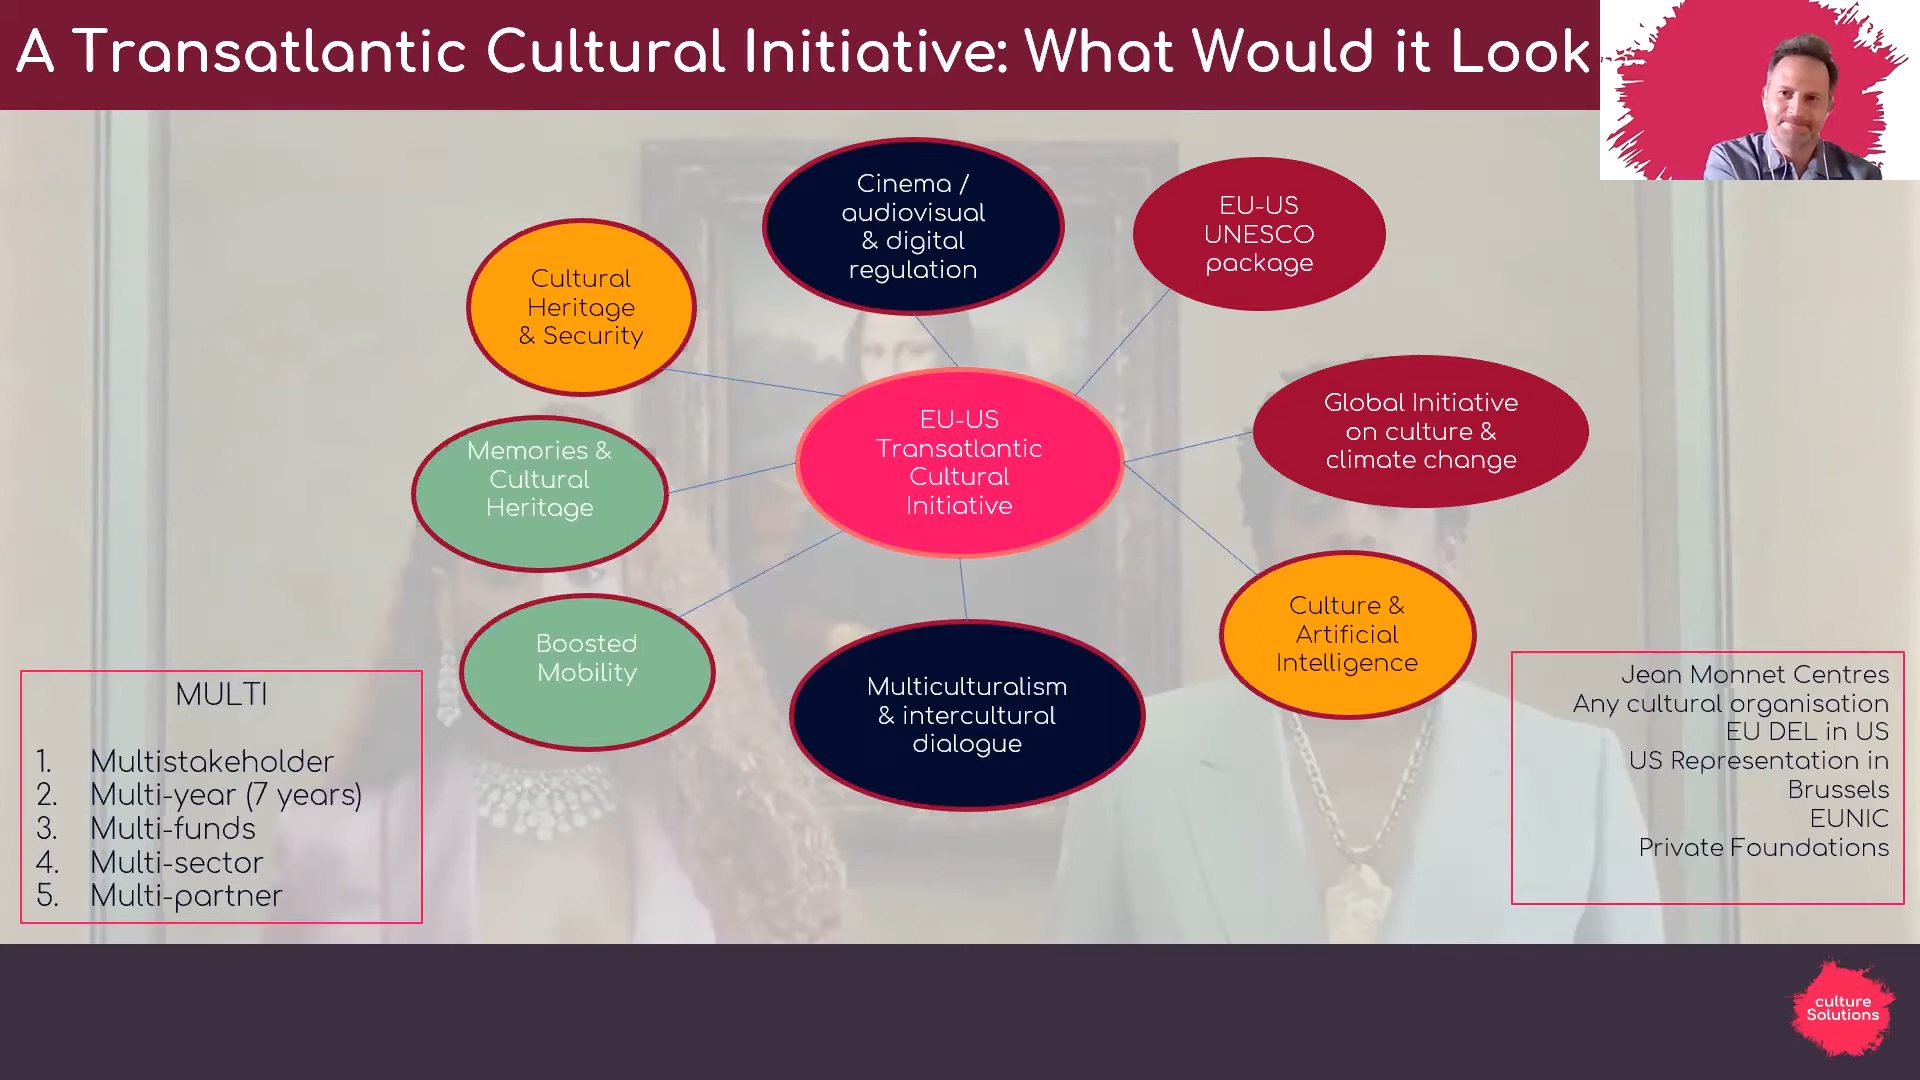 A Transatlantic Cultural Initiative: What Would it Look
Cinema /
audiovisual
& digital
regulation
EU-US
UNESCO
package
Cultural
Heritage
& Security
Global Initiative
on culture &
climate change
EU-US
Transatlantic
Cultural
Initiative
Memories &
Cultural
Heritage
Culture &
Artificial
Intelligence
Boosted
Mobility
Multiculturalism
& intercultural
dialogue
MULTI
1. Multistakeholder
2. Multi-year (7 years)
3. Multi-funds
4. Multi-sector
5. Multi-partner
Jean Monnet Centres
Any cultural organisation
EU DEL in US
US Representation in
Brussels
EUNIC
Private Foundations
culture
Solutions